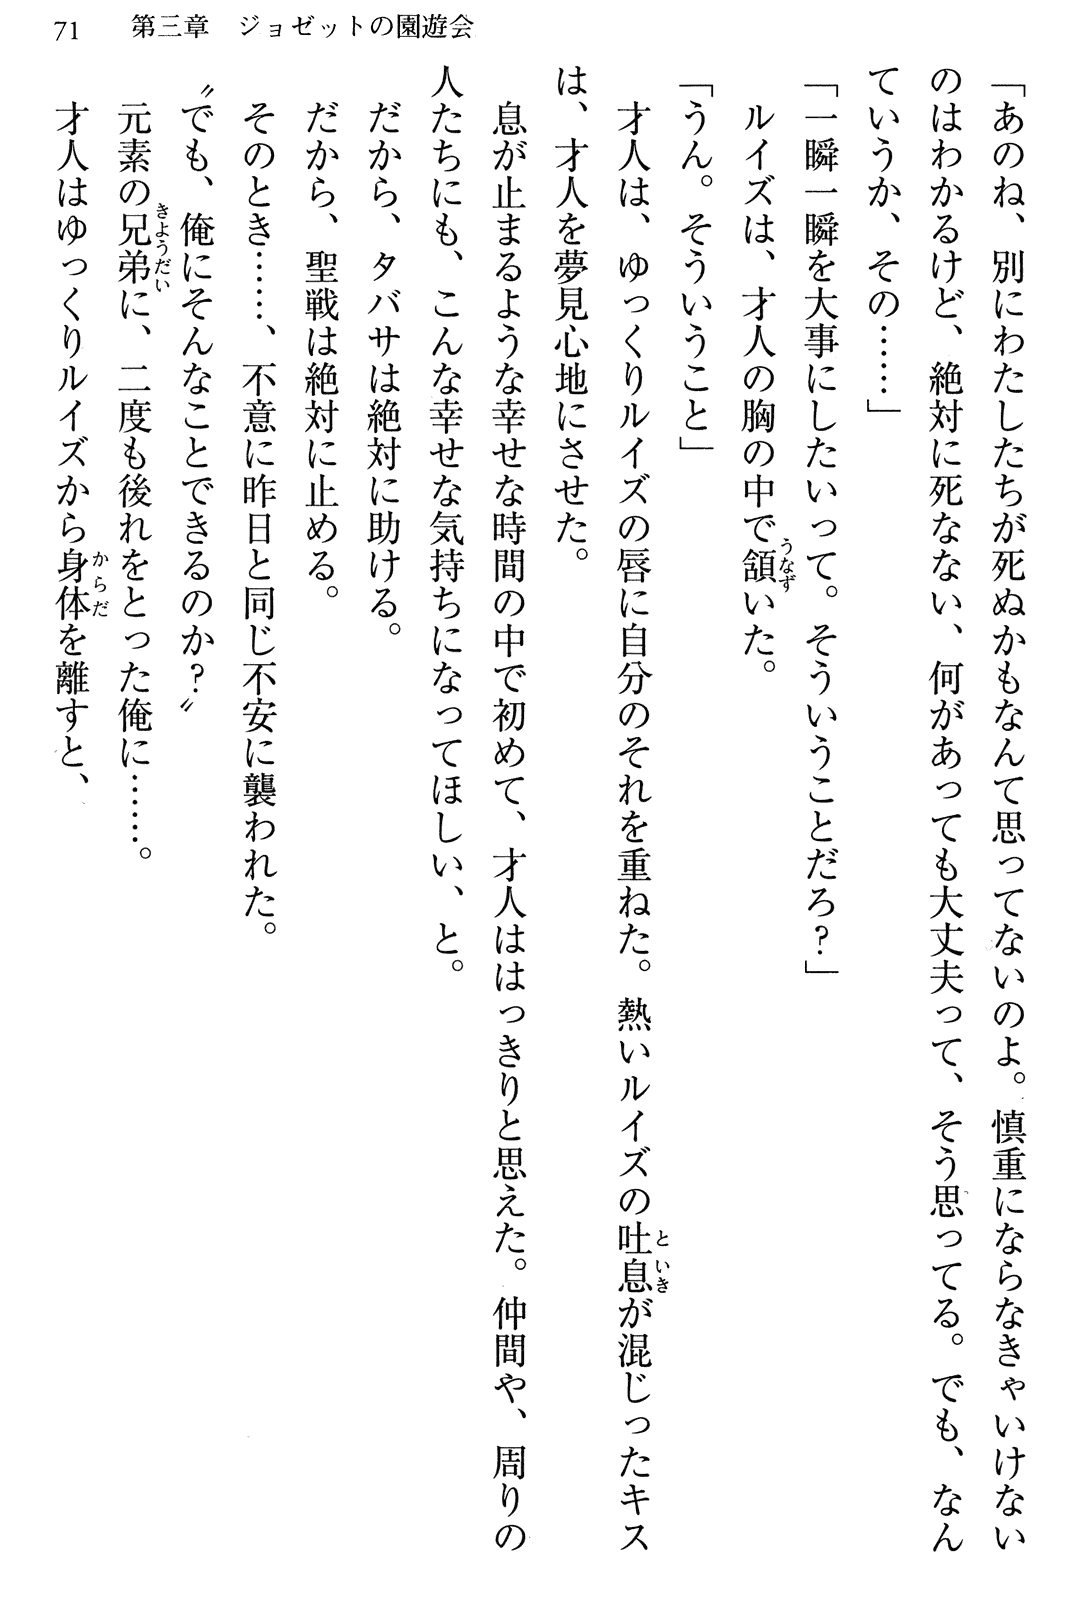 71　第三章　ジョゼットの園遊会
「あのね、別にわたしたちが死ぬかもなんて思ってないのよ。慎重にならなきゃいけない
のはわかるけど、絶対に死なない、何があっても大丈夫って、そう思ってる。でも、なん
ていうか、その……」
「一瞬一瞬を大事にしたいって。そういうことだろ？」
ルイズは、才人の胸の中で頷いた。
「うん。そういうこと」
才人は、ゆっくりルイズの唇に自分のそれを重ねた。熱いルイズの吐息が混じったキス
は、才人を夢見心地にさせた。
息が止まるような幸せな時間の中で初めて、才人ははっきりと思えた。仲間や、周りの
人たちにも、こんな幸せな気持ちになってほしい、と。
だから、タバサは絶対に助ける。
だから、聖戦は絶対に止める。
そのとき……、不意に昨日と同じ不安に襲われた。
〝でも、俺にそんなことできるのか？〟
元素の兄弟に、二度も後れをとった俺に……。
才人はゆっくりルイズから身体を離すと、
うなず
といき
きようだい
からだ